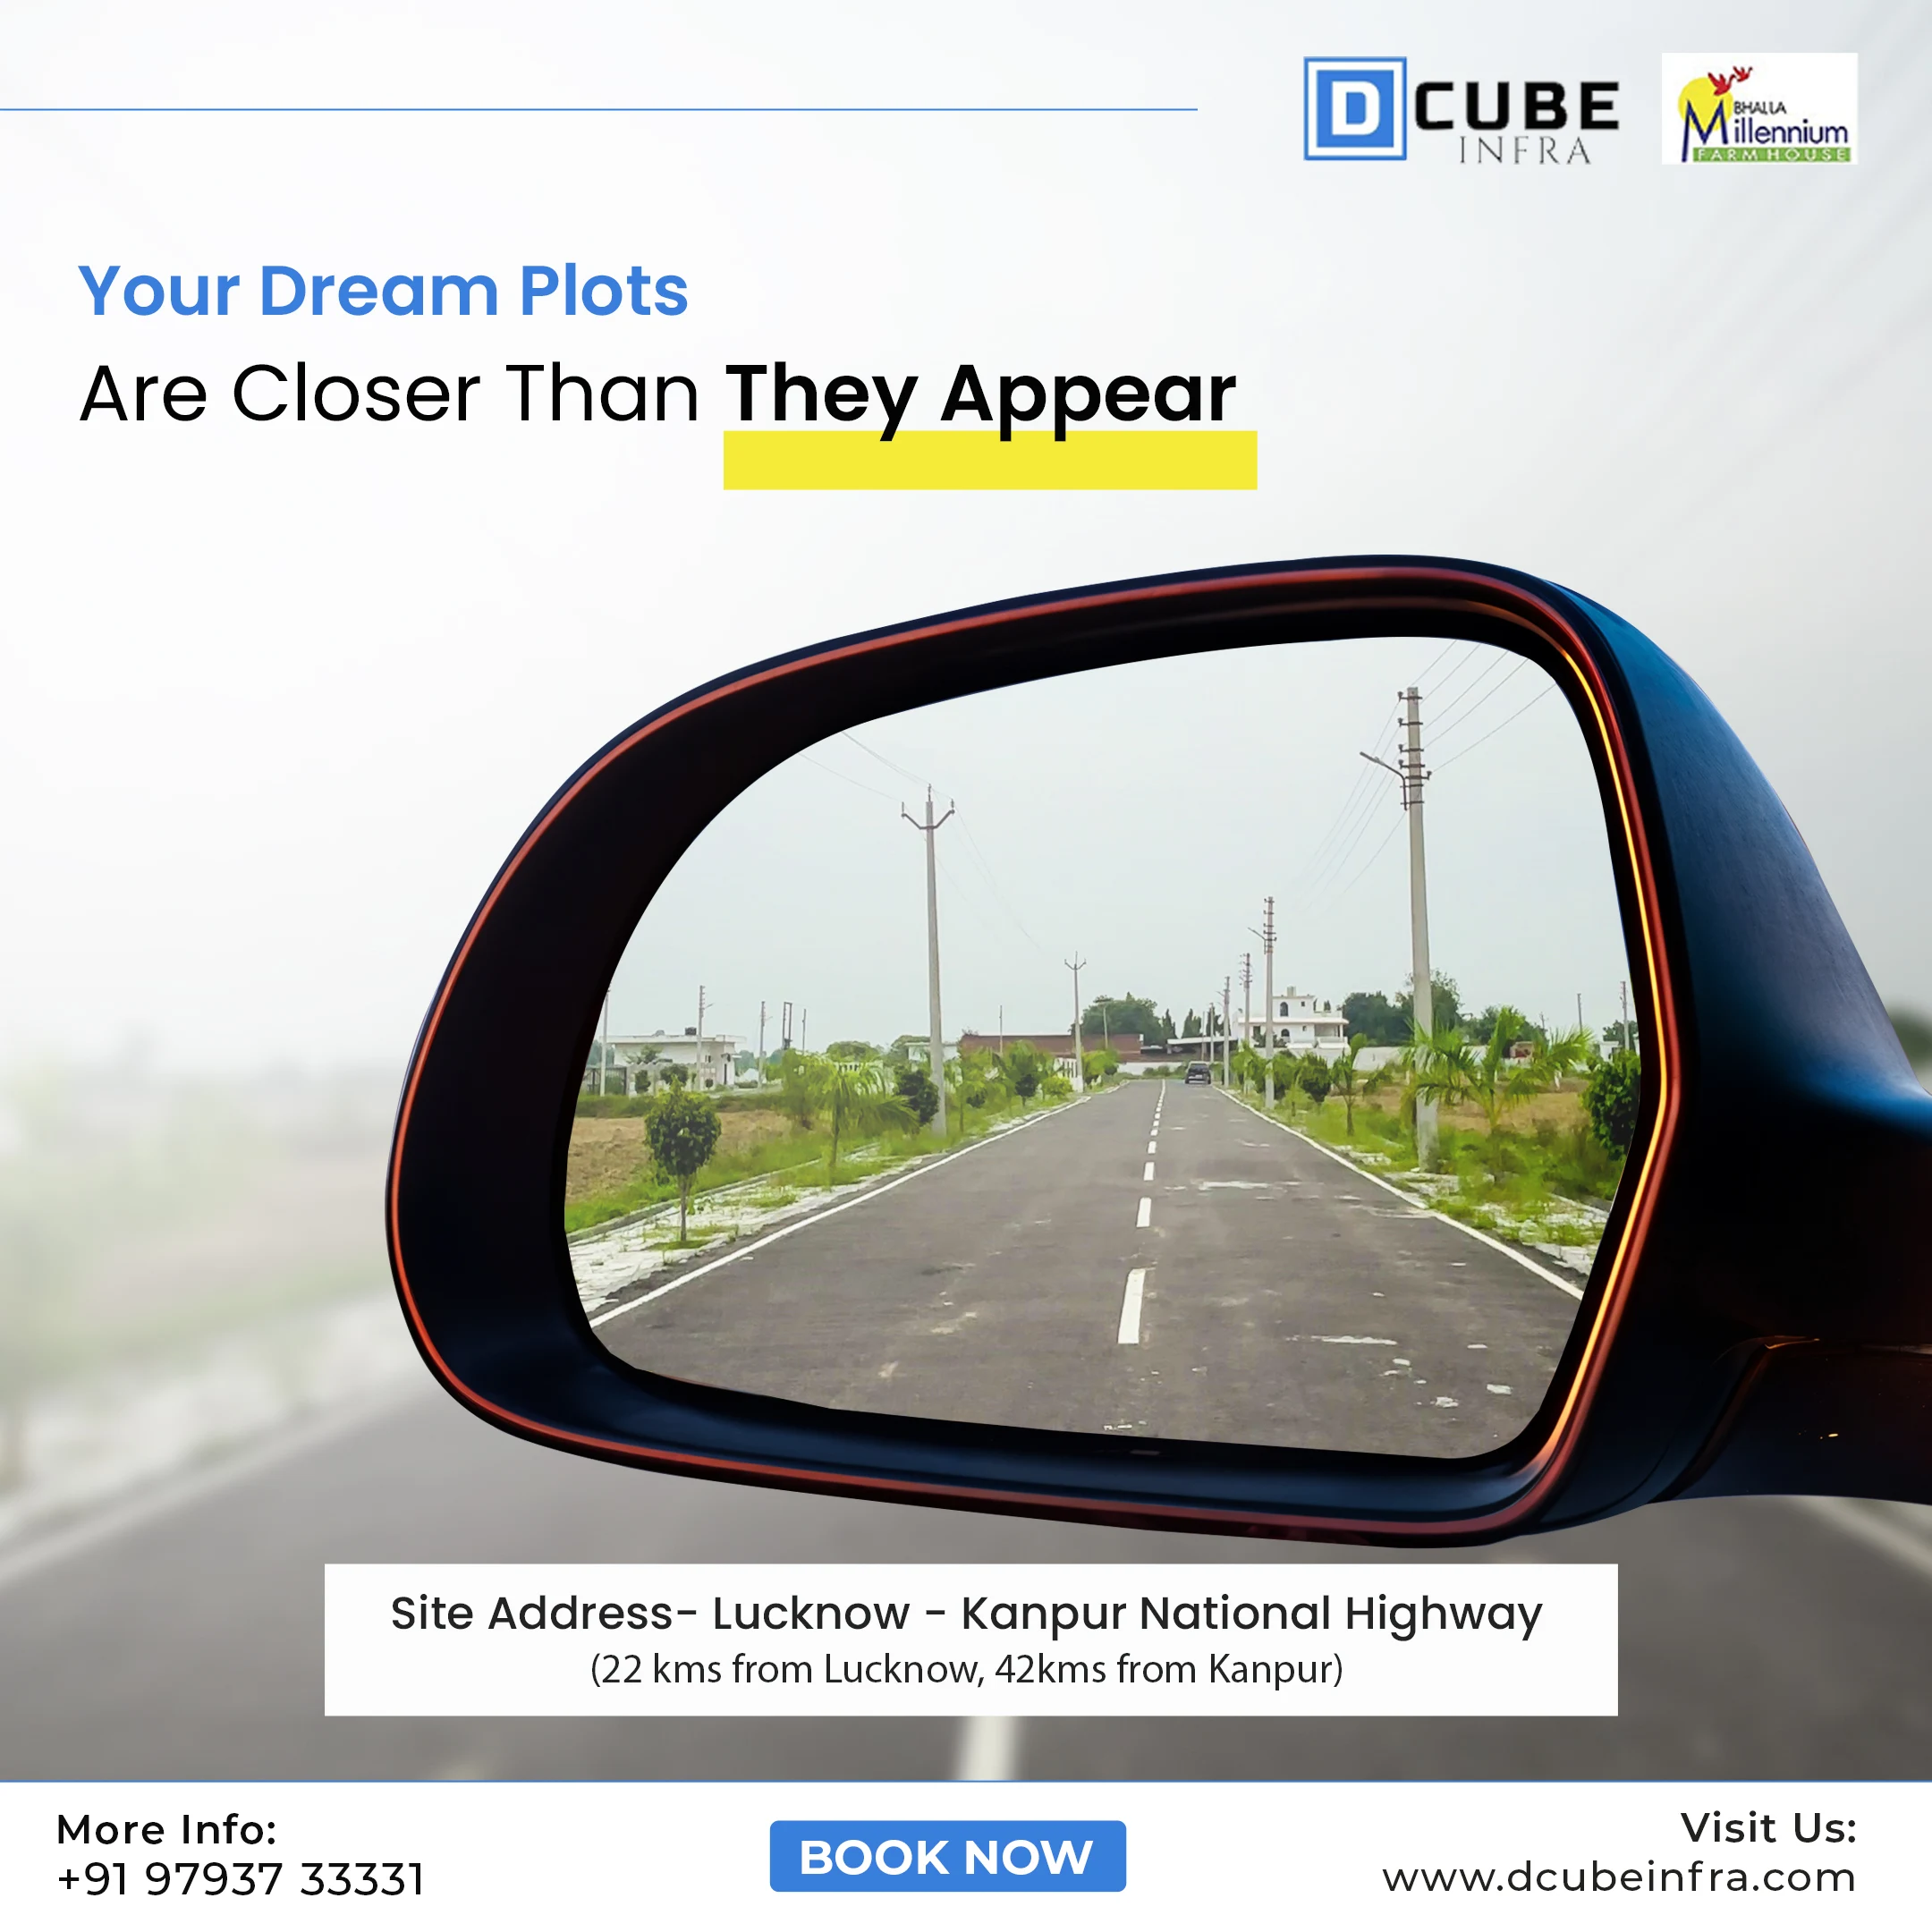 D CUBE
INFRA
BHALLA
Millennium
FARM HOUSE
Your Dream Plots
Are Closer Than They Appear
Site Address- Lucknow - Kanpur National Highway
(22 kms from Lucknow, 42kms from Kanpur)
More Info:
+91 97937 33331
BOOK NOW
Visit Us:
www.dcubeinfra.com